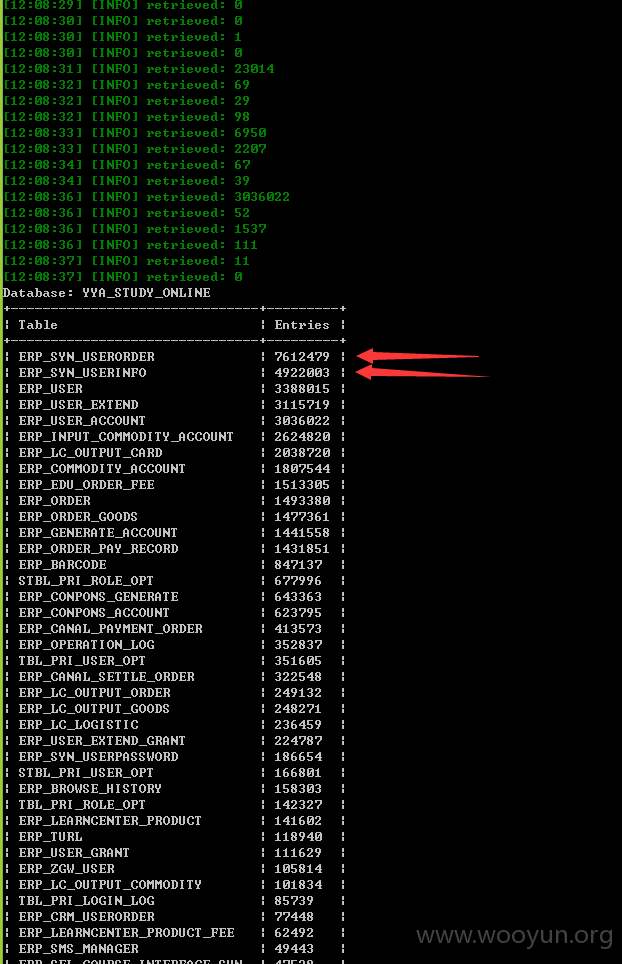 [12:08:29] [INFO] retrieved: 0
[12:08:30] [INFO] retrieved: 0
[12:08:30] [INFO] retrieved: 1
[12:08:30] [INFO] retrieved: 0
[12:08:31] [INFO] retrieved: 23014
[12:08:32] [INFO] retrieved: 69
[12:08:32] [INFO] retrieved: 29
[12:08:32] [INFO] retrieved: 98
[12:08:33] [INFO] retrieved: 6950
[12:08:33] [INFO] retrieved: 2207
[12:08:34] [INFO] retrieved: 67
[12:08:34] [INFO] retrieved: 39
[12:08:36] [INFO] retrieved: 3036022
[12:08:36] [INFO] retrieved: 52
[12:08:36] [INFO] retrieved: 1537
[12:08:36] [INFO] retrieved: 111
[12:08:37] [INFO] retrieved: 11
[12:08:37] [INFO] retrieved: 0
Database: YYA_STUDY_ONLINE
+-------------------------------+---------+
| Table | Entries |
+-------------------------------+---------+
| ERP_SYN_USERORDER | 7612479 |
| ERP_SYN_USERINFO | 4922003 |
| ERP_USER | 3388015 |
| ERP_USER_EXTEND | 3115719 |
| ERP_USER_ACCOUNT | 3036022 |
| ERP_INPUT_COMMODITY_ACCOUNT | 2624820 |
| ERP_LC_OUTPUT_CARD | 2038720 |
| ERP_COMMODITY_ACCOUNT | 1807544 |
| ERP_EDU_ORDER_FEE | 1513305 |
| ERP_ORDER | 1493380 |
| ERP_ORDER_GOODS | 1477361 |
| ERP_GENERATE_ACCOUNT | 1441558 |
| ERP_ORDER_PAY_RECORD | 1431851 |
| ERP_BARCODE | 847137 |
| STBL_PRI_ROLE_OPT | 677996 |
| ERP_CONPONS_GENERATE | 643363 |
| ERP_CONPONS_ACCOUNT | 623795 |
| ERP_CANAL_PAYMENT_ORDER | 413573 |
| ERP_OPERATION_LOG | 352837 |
| TBL_PRI_USER_OPT | 351605 |
| ERP_CANAL_SETTLE_ORDER | 322548 |
| ERP_LC_OUTPUT_ORDER | 249132 |
| ERP_LC_OUTPUT_GOODS | 248271 |
| ERP_LC_LOGISTIC | 236459 |
| ERP_USER_EXTEND_GRANT | 224787 |
| ERP_SYN_USERPASSWORD | 186654 |
| STBL_PRI_USER_OPT | 166801 |
| ERP_BROWSE_HISTORY | 158303 |
| TBL_PRI_ROLE_OPT | 142327 |
| ERP_LEARNCENTER_PRODUCT | 141602 |
| ERP_TURL | 118940 |
| ERP_USER_GRANT | 111629 |
| ERP_ZGW_USER | 105814 |
| ERP_LC_OUTPUT_COMMODITY | 101834 |
| TBL_PRI_LOGIN_LOG | 85739 |
| ERP_CRM_USERORDER | 77448 |
| ERP_LEARNCENTER_PRODUCT_FEE | 62492 |
| ERP_SMS_MANAGER | 49443 |
www.wooyun.org